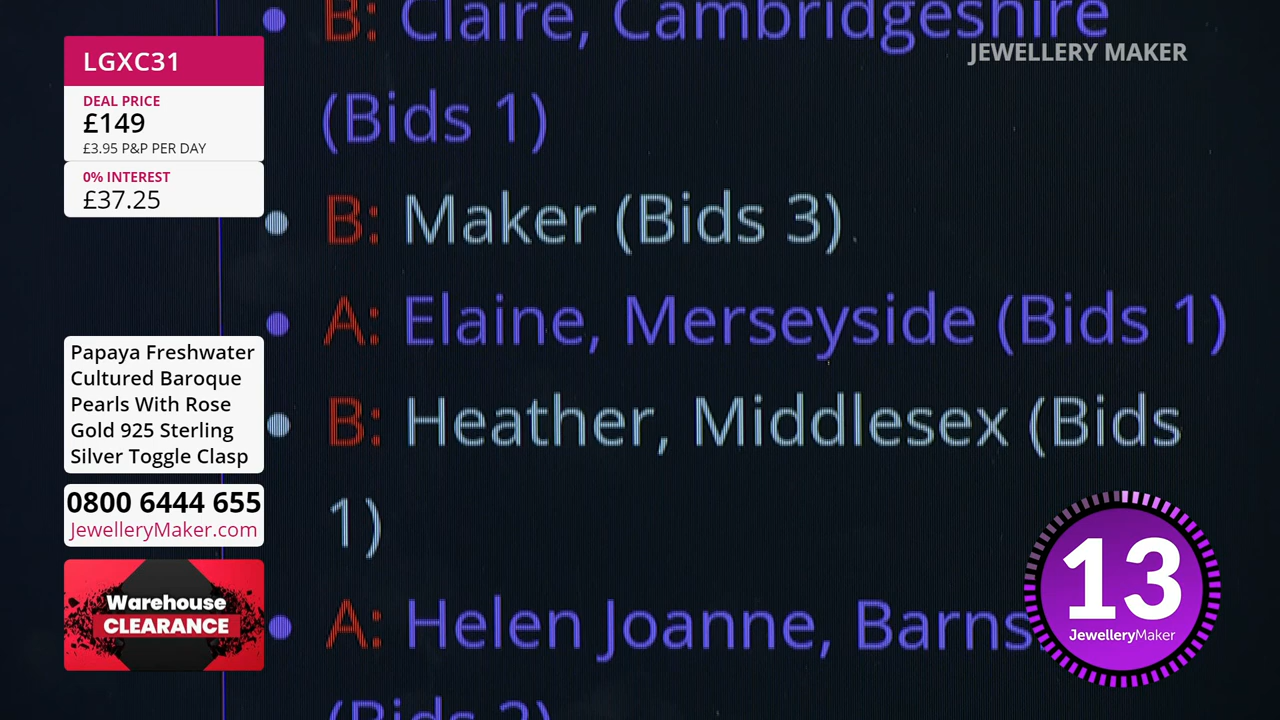 B: Claire, Cambridgeshire
(Bids 1)
B: Maker (Bids 3)
A: Elaine, Merseyside (Bids 1)
B: Heather, Middlesex (Bids
1)
A: Helen Joanne, Barns
(Bids 2)
JEWELLERY MAKER
LGXC31
DEAL PRICE
£149
£3.95 P&P PER DAY
0% INTEREST
£37.25
Papaya Freshwater
Cultured Baroque
Pearls With Rose
Gold 925 Sterling
Silver Toggle Clasp
0800 6444 655
JewelleryMaker.com
Warehouse
CLEARANCE
13
JewelleryMaker